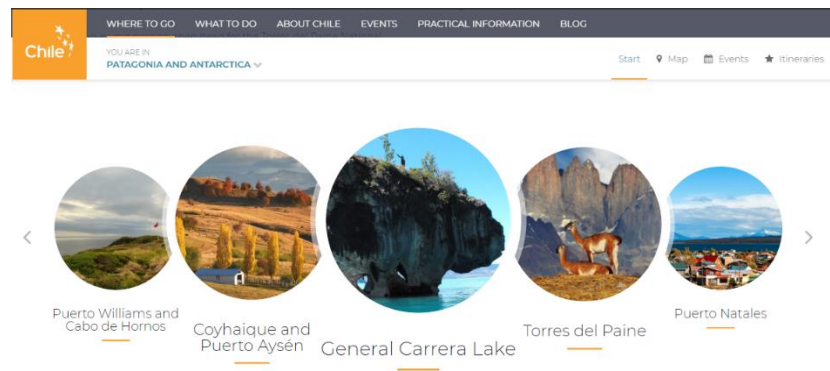 WHERE TO GO WHAT TO DO ABOUT CHILE EVENTS PRACTICAL INFORMATION BLOG
Chile
YOU ARE IN
PATAGONIA AND ANTARCTICA
Start Map Events Itineraries
Puerto Williams and
Cabo de Hornos
Coyhaique and
Puerto Aysén
General Carrera Lake
Torres del Paine
Puerto Natales